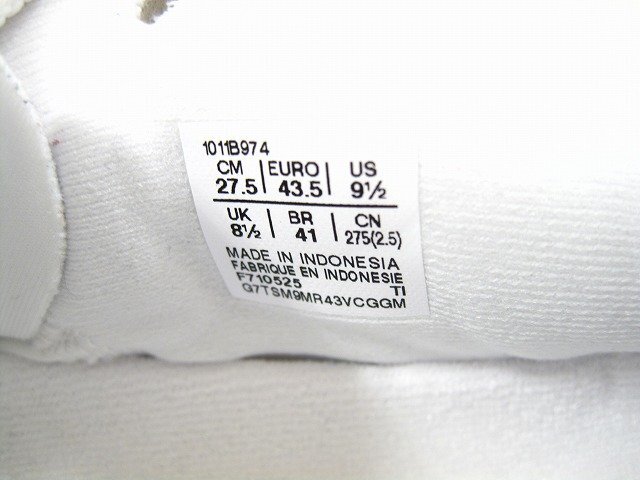 1011B974
CM EURO US
27.5 43.5 9½
UK BR CN
8½ 41 275(2.5)
MADE IN INDONESIA
FABRIQUE EN INDONESIE
F710525 TI
G7TSM9MR43VCGGM